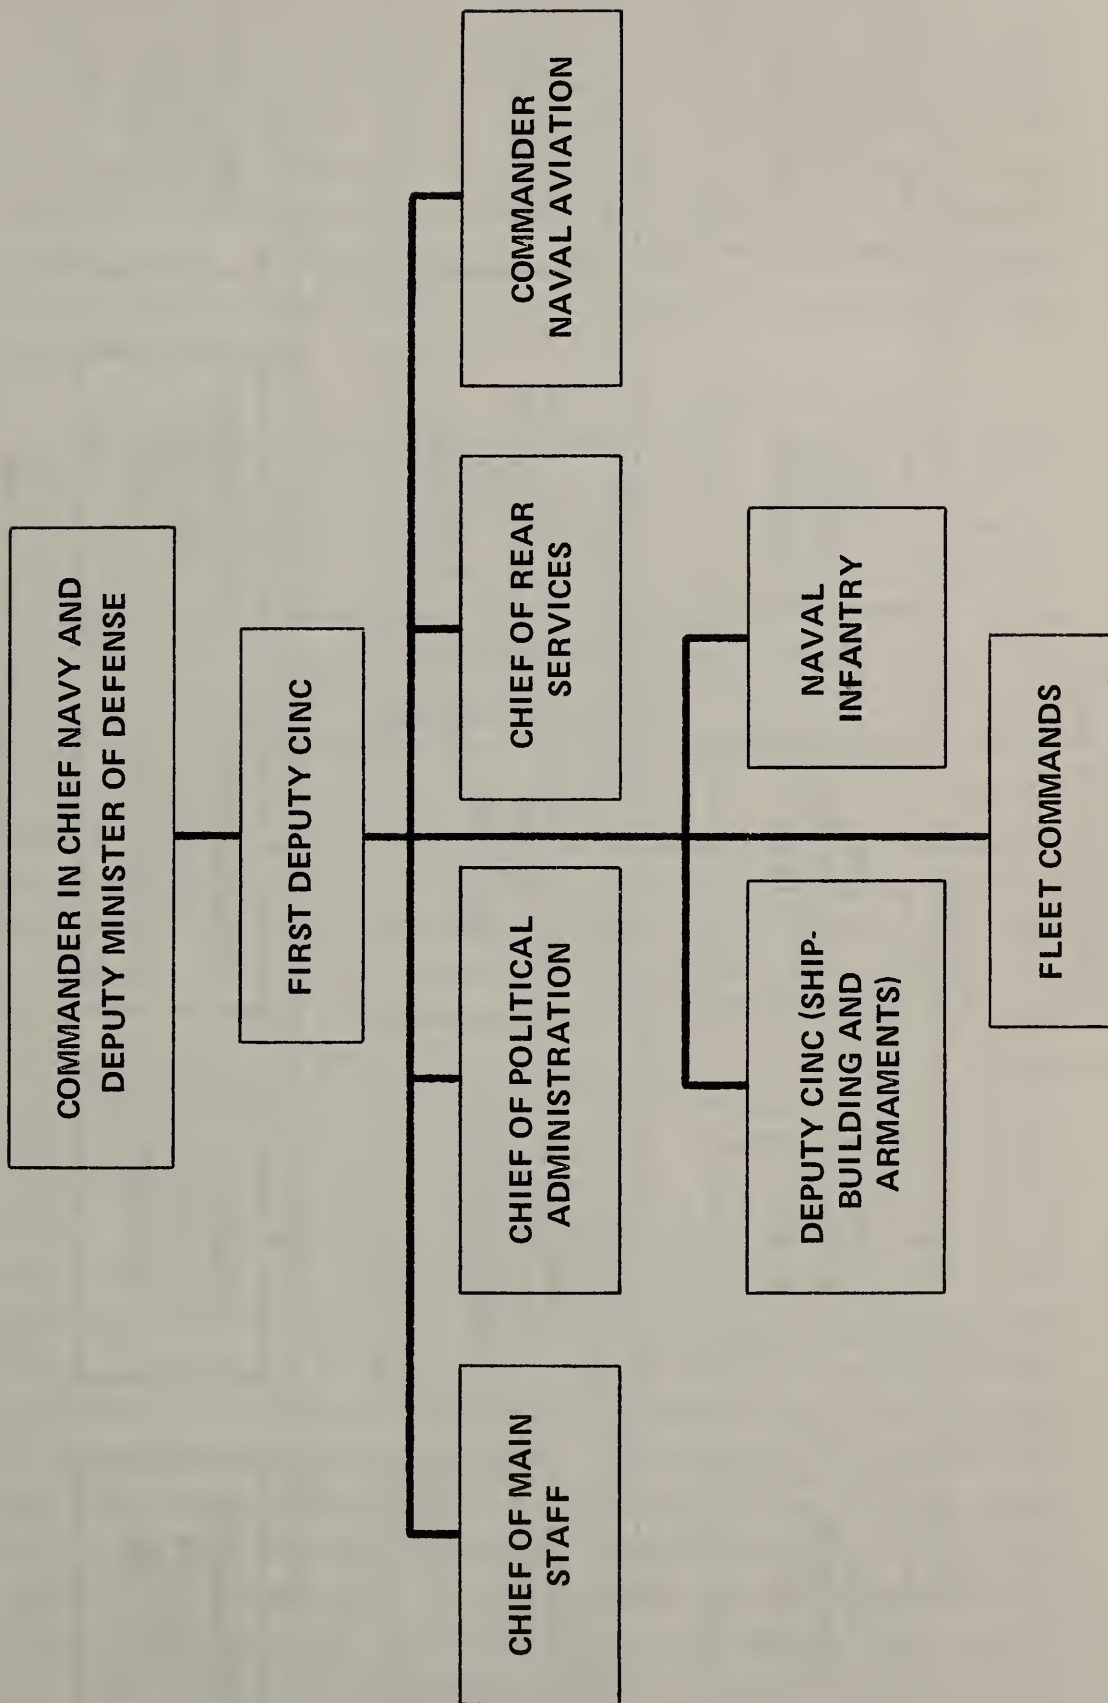 COMMANDER IN CHIEF NAVY AND
DEPUTY MINISTER OF DEFENSE
FIRST DEPUTY CINC
CHIEF OF MAIN
STAFF
CHIEF OF POLITICAL
ADMINISTRATION
CHIEF OF REAR
SERVICES
COMMANDER
NAVAL AVIATION
DEPUTY CINC (SHIP-
BUILDING AND
ARMAMENTS)
NAVAL
INFANTRY
FLEET COMMANDS